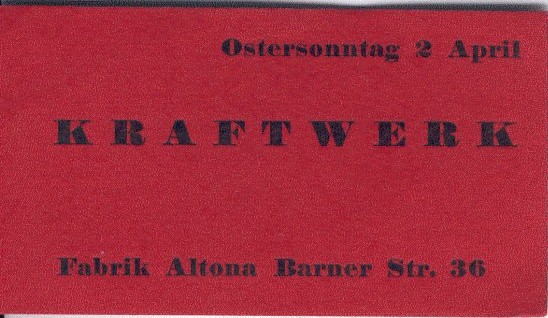 Ostersonntag 2 April
KRAFTWERK
Fabrik Altona Barner Str. 36